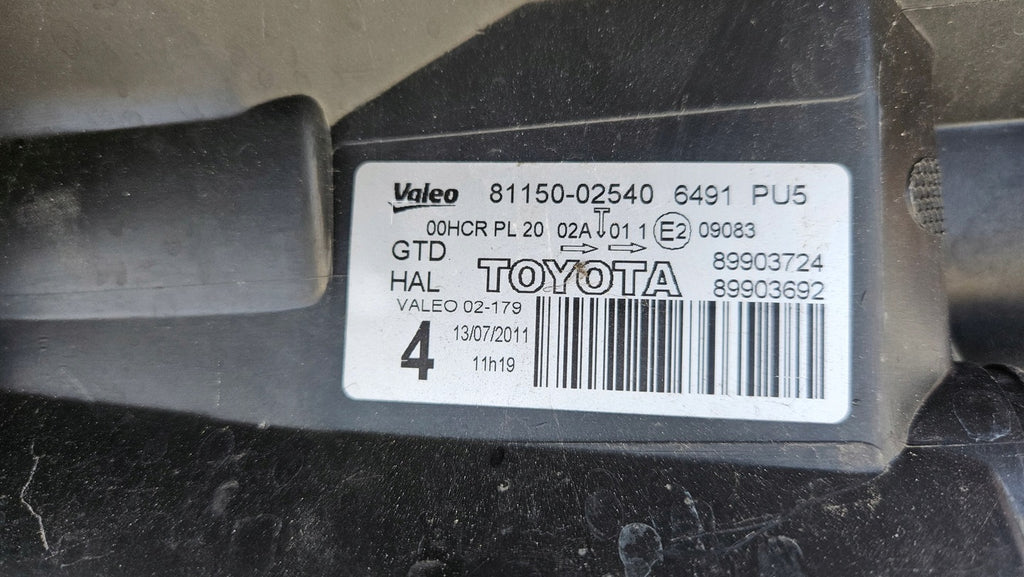 Valeo 81150-02540 6491 PU5
00HCR PL 20 02A 01 1 E2 09083
GTD 89903724
HAL TOYOTA 89903692
VALEO 02-179
4 13/07/2011
11h19